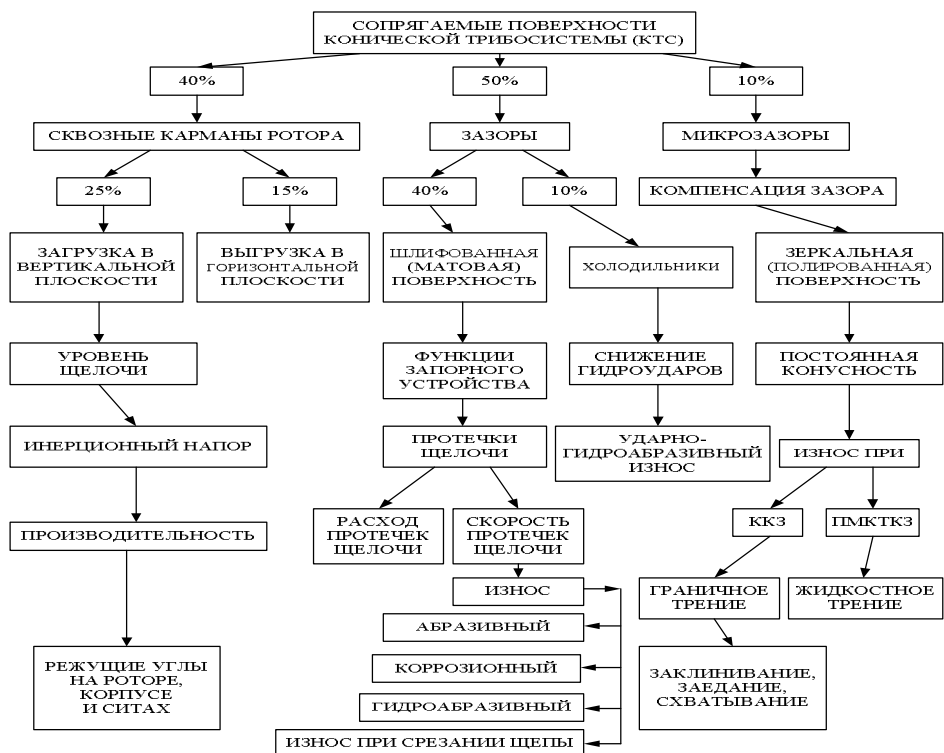 СОПРЯГАЕМЫЕ ПОВЕРХНОСТИ
КОНИЧЕСКОЙ ТРИБОСИСТЕМЫ (КТС)
40%
50%
10%
СКВОЗНЫЕ КАРМАНЫ РОТОРА
ЗАЗОРЫ
МИКРОЗАЗОРЫ
25%
15%
40%
10%
КОМПЕНСАЦИЯ ЗАЗОРА
ЗАГРУЗКА В
ВЕРТИКАЛЬНОЙ
ПЛОСКОСТИ
ВЫГРУЗКА В
ГОРИЗОНТАЛЬНОЙ
ПЛОСКОСТИ
ШЛИФОВАННАЯ
(МАТОВАЯ)
ПОВЕРХНОСТЬ
ХОЛОДИЛЬНИКИ
ЗЕРКАЛЬНАЯ
(ПОЛИРОВАННАЯ)
ПОВЕРХНОСТЬ
УРОВЕНЬ
ЩЕЛОЧИ
ФУНКЦИИ
ЗАПОРНОГО
УСТРОЙСТВА
СНИЖЕНИЕ
ГИДРОУДАРОВ
ПОСТОЯННАЯ
КОНУСНОСТЬ
ИНЕРЦИОННЫЙ НАПОР
ПРОТЕЧКИ
ЩЕЛОЧИ
УДАРНО-
ГИДРОАБРАЗИВНЫЙ
ИЗНОС
ИЗНОС ПРИ
ПРОИЗВОДИТЕЛЬНОСТЬ
РАСХОД
ПРОТЕЧЕК
ЩЕЛОЧИ
СКОРОСТЬ
ПРОТЕЧЕК
ЩЕЛОЧИ
ККЗ
ПМКТКЗ
ИЗНОС
ГРАНИЧНОЕ
ТРЕНИЕ
ЖИДКОСТНОЕ
ТРЕНИЕ
АБРАЗИВНЫЙ
РЕЖУЩИЕ УГЛЫ
НА РОТОРЕ,
КОРПУСЕ
И СИТАХ
КОРРОЗИОННЫЙ
ЗАКЛИНИВАНИЕ,
ЗАЕДАНИЕ,
СХВАТЫВАНИЕ
ГИДРОАБРАЗИВНЫЙ
ИЗНОС ПРИ СРЕЗАНИИ ЩЕПЫ